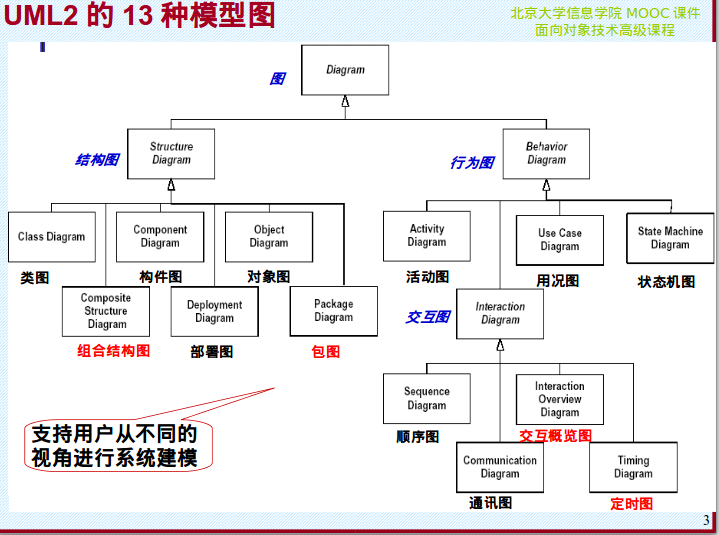 UML2 的 13 种模型图
北京大学信息学院 MOOC 课件
面向对象技术高级课程
图
Diagram
结构图
Structure
Diagram
行为图
Behavior
Diagram
Class Diagram
类图
Component
Diagram
构件图
Object
Diagram
对象图
Activity
Diagram
活动图
Use Case
Diagram
用况图
State Machine
Diagram
状态机图
Composite
Structure
Diagram
组合结构图
Deployment
Diagram
部署图
Package
Diagram
包图
交互图
Interaction
Diagram
Sequence
Diagram
顺序图
Interaction
Overview
Diagram
交互概览图
支持用户从不同的
视角进行系统建模
Communication
Diagram
通讯图
Timing
Diagram
定时图
3